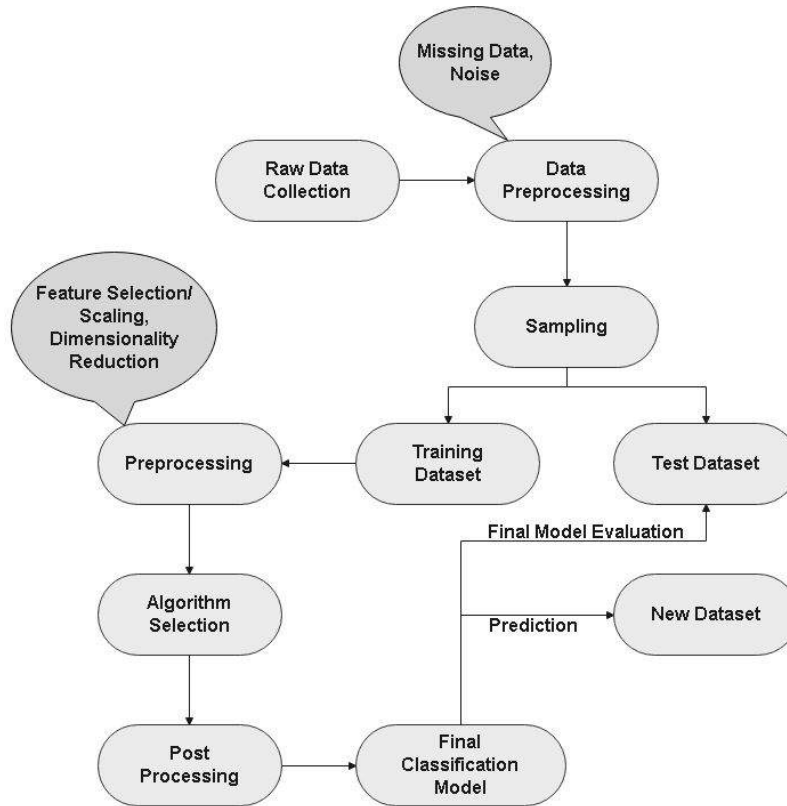 Missing Data,
Noise
Raw Data
Collection
Data
Preprocessing
Feature Selection/
Scaling,
Dimensionality
Reduction
Sampling
Preprocessing
Training
Dataset
Test Dataset
Final Model Evaluation
Algorithm
Selection
Prediction
New Dataset
Post
Processing
Final
Classification
Model